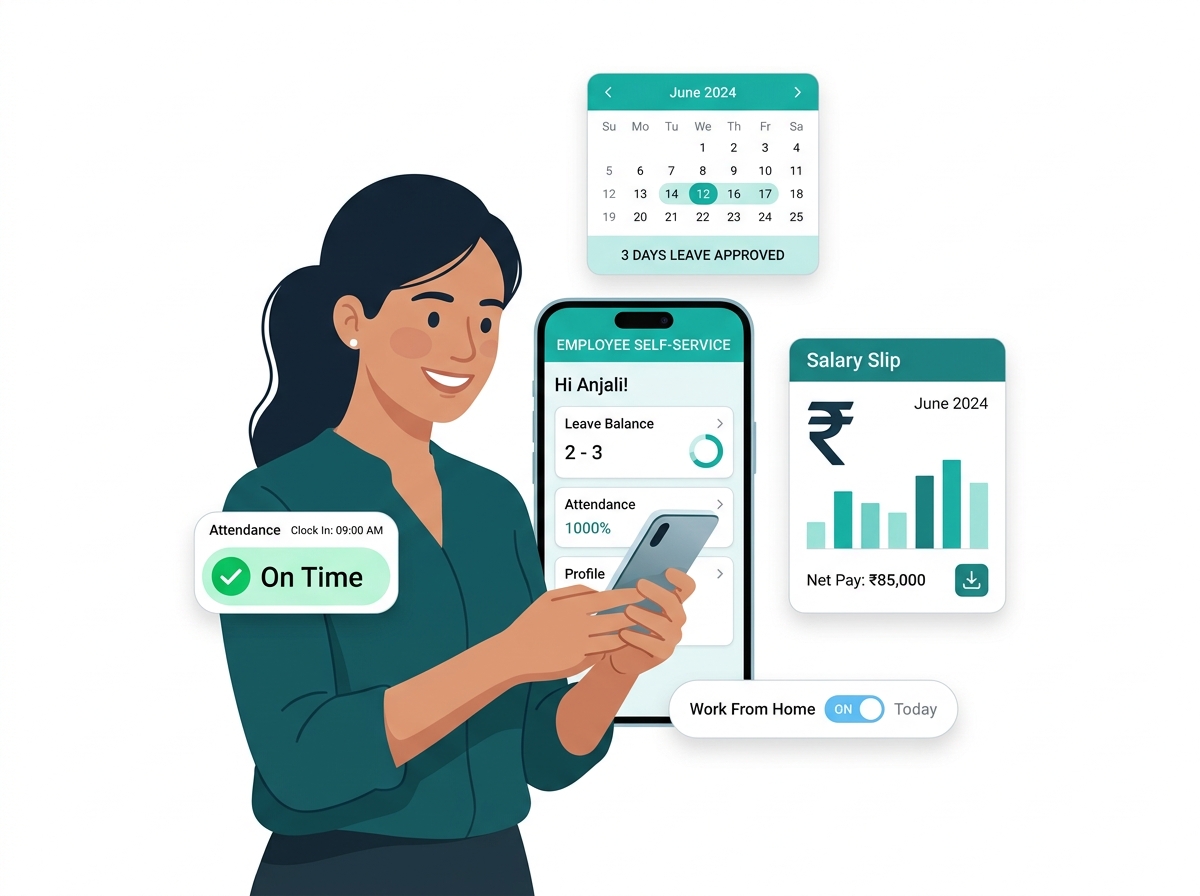 June 2024
Su Mo Tu We Th Fr Sa
1 2 3 4
5 6 7 8 9 10 11
12 13 14 12 16 17 18
19 20 21 22 23 24 25
3 DAYS LEAVE APPROVED
EMPLOYEE SELF-SERVICE
Hi Anjali!
Leave Balance
2 - 3
Attendance
1000%
Profile
Salary Slip
June 2024
₹
Net Pay: ₹85,000
Attendance Clock In: 09:00 AM
On Time
Work From Home ON Today